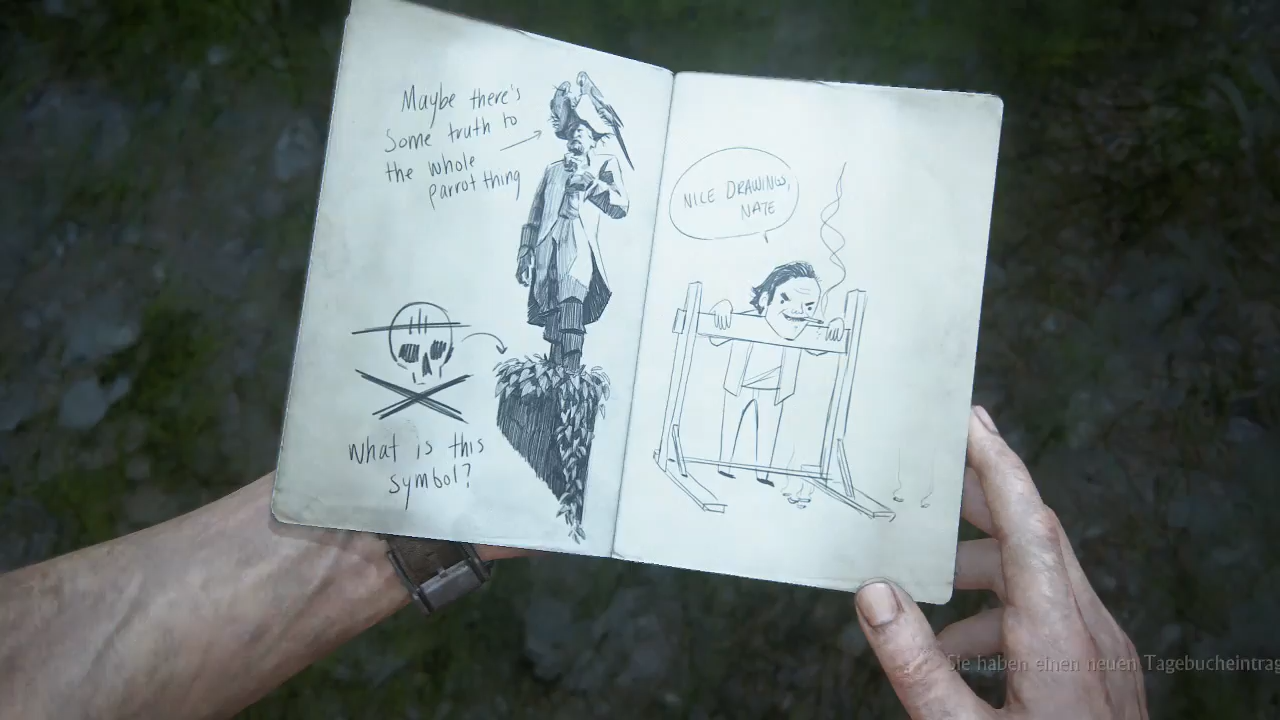 Maybe there's
some truth to
the whole
parrot thing
What is this
symbol?
NICE DRAWINGS,
NATE
Sie haben einen neuen Tagebucheintrag